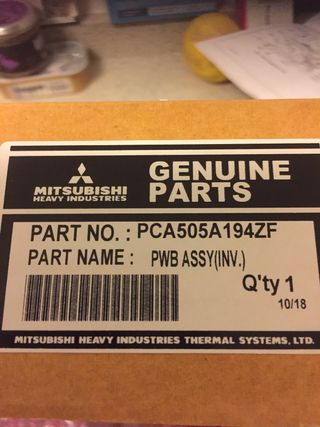 MITSUBISHI
HEAVY INDUSTRIES
GENUINE
PARTS
PART NO. : PCA505A194ZF
PART NAME : PWB ASSY(INV.)
Q'ty 1
10/18
MITSUBISHI HEAVY INDUSTRIES THERMAL SYSTEMS, LTD.